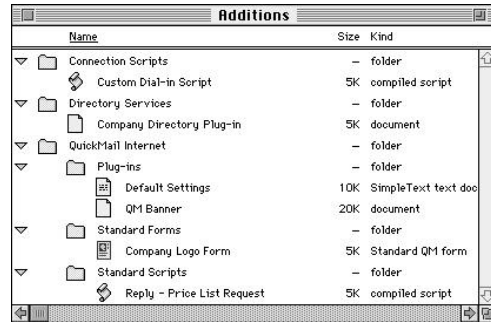 Additions
Name Size Kind
Connection Scripts – folder
Custom Dial-in Script 5K compiled script
Directory Services – folder
Company Directory Plug-in 5K document
QuickMail Internet – folder
Plug-ins – folder
Default Settings 10K SimpleText text doc
QM Banner 20K document
Standard Forms – folder
Company Logo Form 5K Standard QM form
Standard Scripts – folder
Reply - Price List Request 5K compiled script